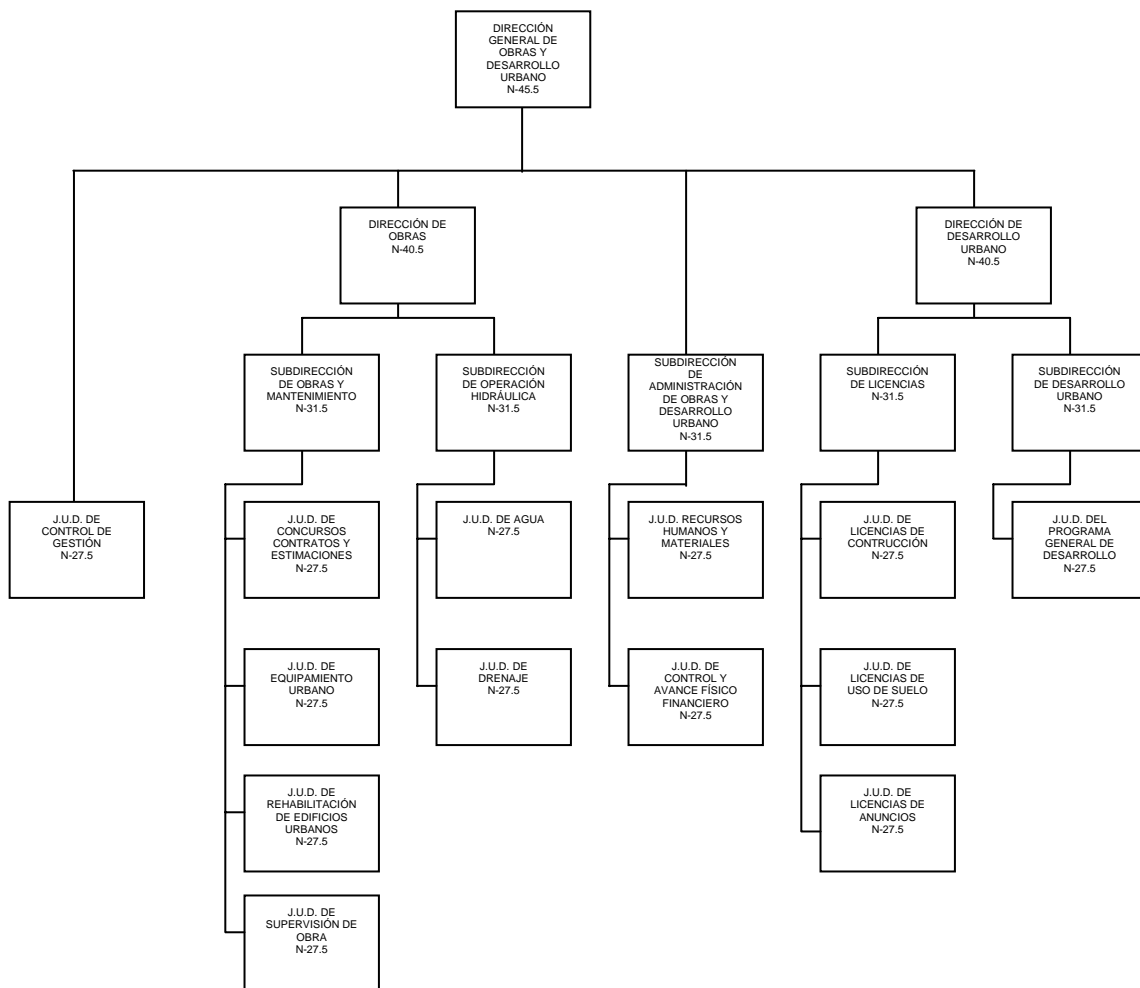 DIRECCIÓN
GENERAL DE
OBRAS Y
DESARROLLO
URBANO
N-45.5
DIRECCIÓN DE
OBRAS
N-40.5
DIRECCIÓN DE
DESARROLLO
URBANO
N-40.5
SUBDIRECCIÓN
DE OBRAS Y
MANTENIMIENTO
N-31.5
SUBDIRECCIÓN
DE OPERACIÓN
HIDRÁULICA
N-31.5
SUBDIRECCIÓN
DE
ADMINISTRACIÓN
DE OBRAS Y
DESARROLLO
URBANO
N-31.5
SUBDIRECCIÓN
DE LICENCIAS
N-31.5
SUBDIRECCIÓN
DE DESARROLLO
URBANO
N-31.5
J.U.D. DE
CONTROL DE
GESTIÓN
N-27.5
J.U.D. DE
CONCURSOS
CONTRATOS Y
ESTIMACIONES
N-27.5
J.U.D. DE AGUA
N-27.5
J.U.D. RECURSOS
HUMANOS Y
MATERIALES
N-27.5
J.U.D. DE
LICENCIAS DE
CONTRUCCIÓN
N-27.5
J.U.D. DEL
PROGRAMA
GENERAL DE
DESARROLLO
N-27.5
J.U.D. DE
EQUIPAMIENTO
URBANO
N-27.5
J.U.D. DE
DRENAJE
N-27.5
J.U.D. DE
CONTROL Y
AVANCE FÍSICO
FINANCIERO
N-27.5
J.U.D. DE
LICENCIAS DE
USO DE SUELO
N-27.5
J.U.D. DE
REHABILITACIÓN
DE EDIFICIOS
URBANOS
N-27.5
J.U.D. DE
LICENCIAS DE
ANUNCIOS
N-27.5
J.U.D. DE
SUPERVISIÓN DE
OBRA
N-27.5